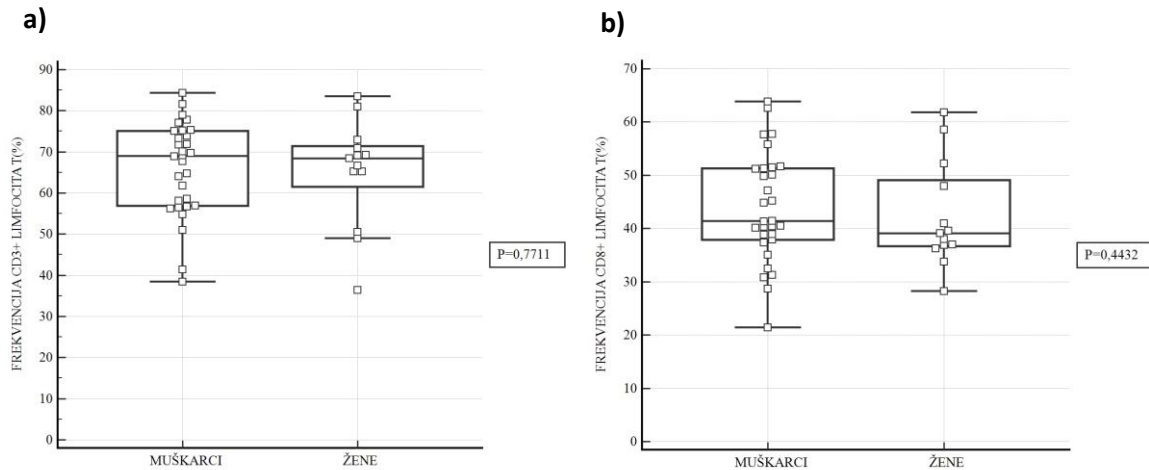 a)
FREKVENCIJA CD3+ LIMFOCITA T(%)
90
80
70
60
50
40
30
20
10
0
MUŠKARCI
ŽENE
P=0,7711
b)
FREKVENCIJA CD8+ LIMFOCITA T(%)
70
60
50
40
30
20
10
0
MUŠKARCI
ŽENE
P=0,4432